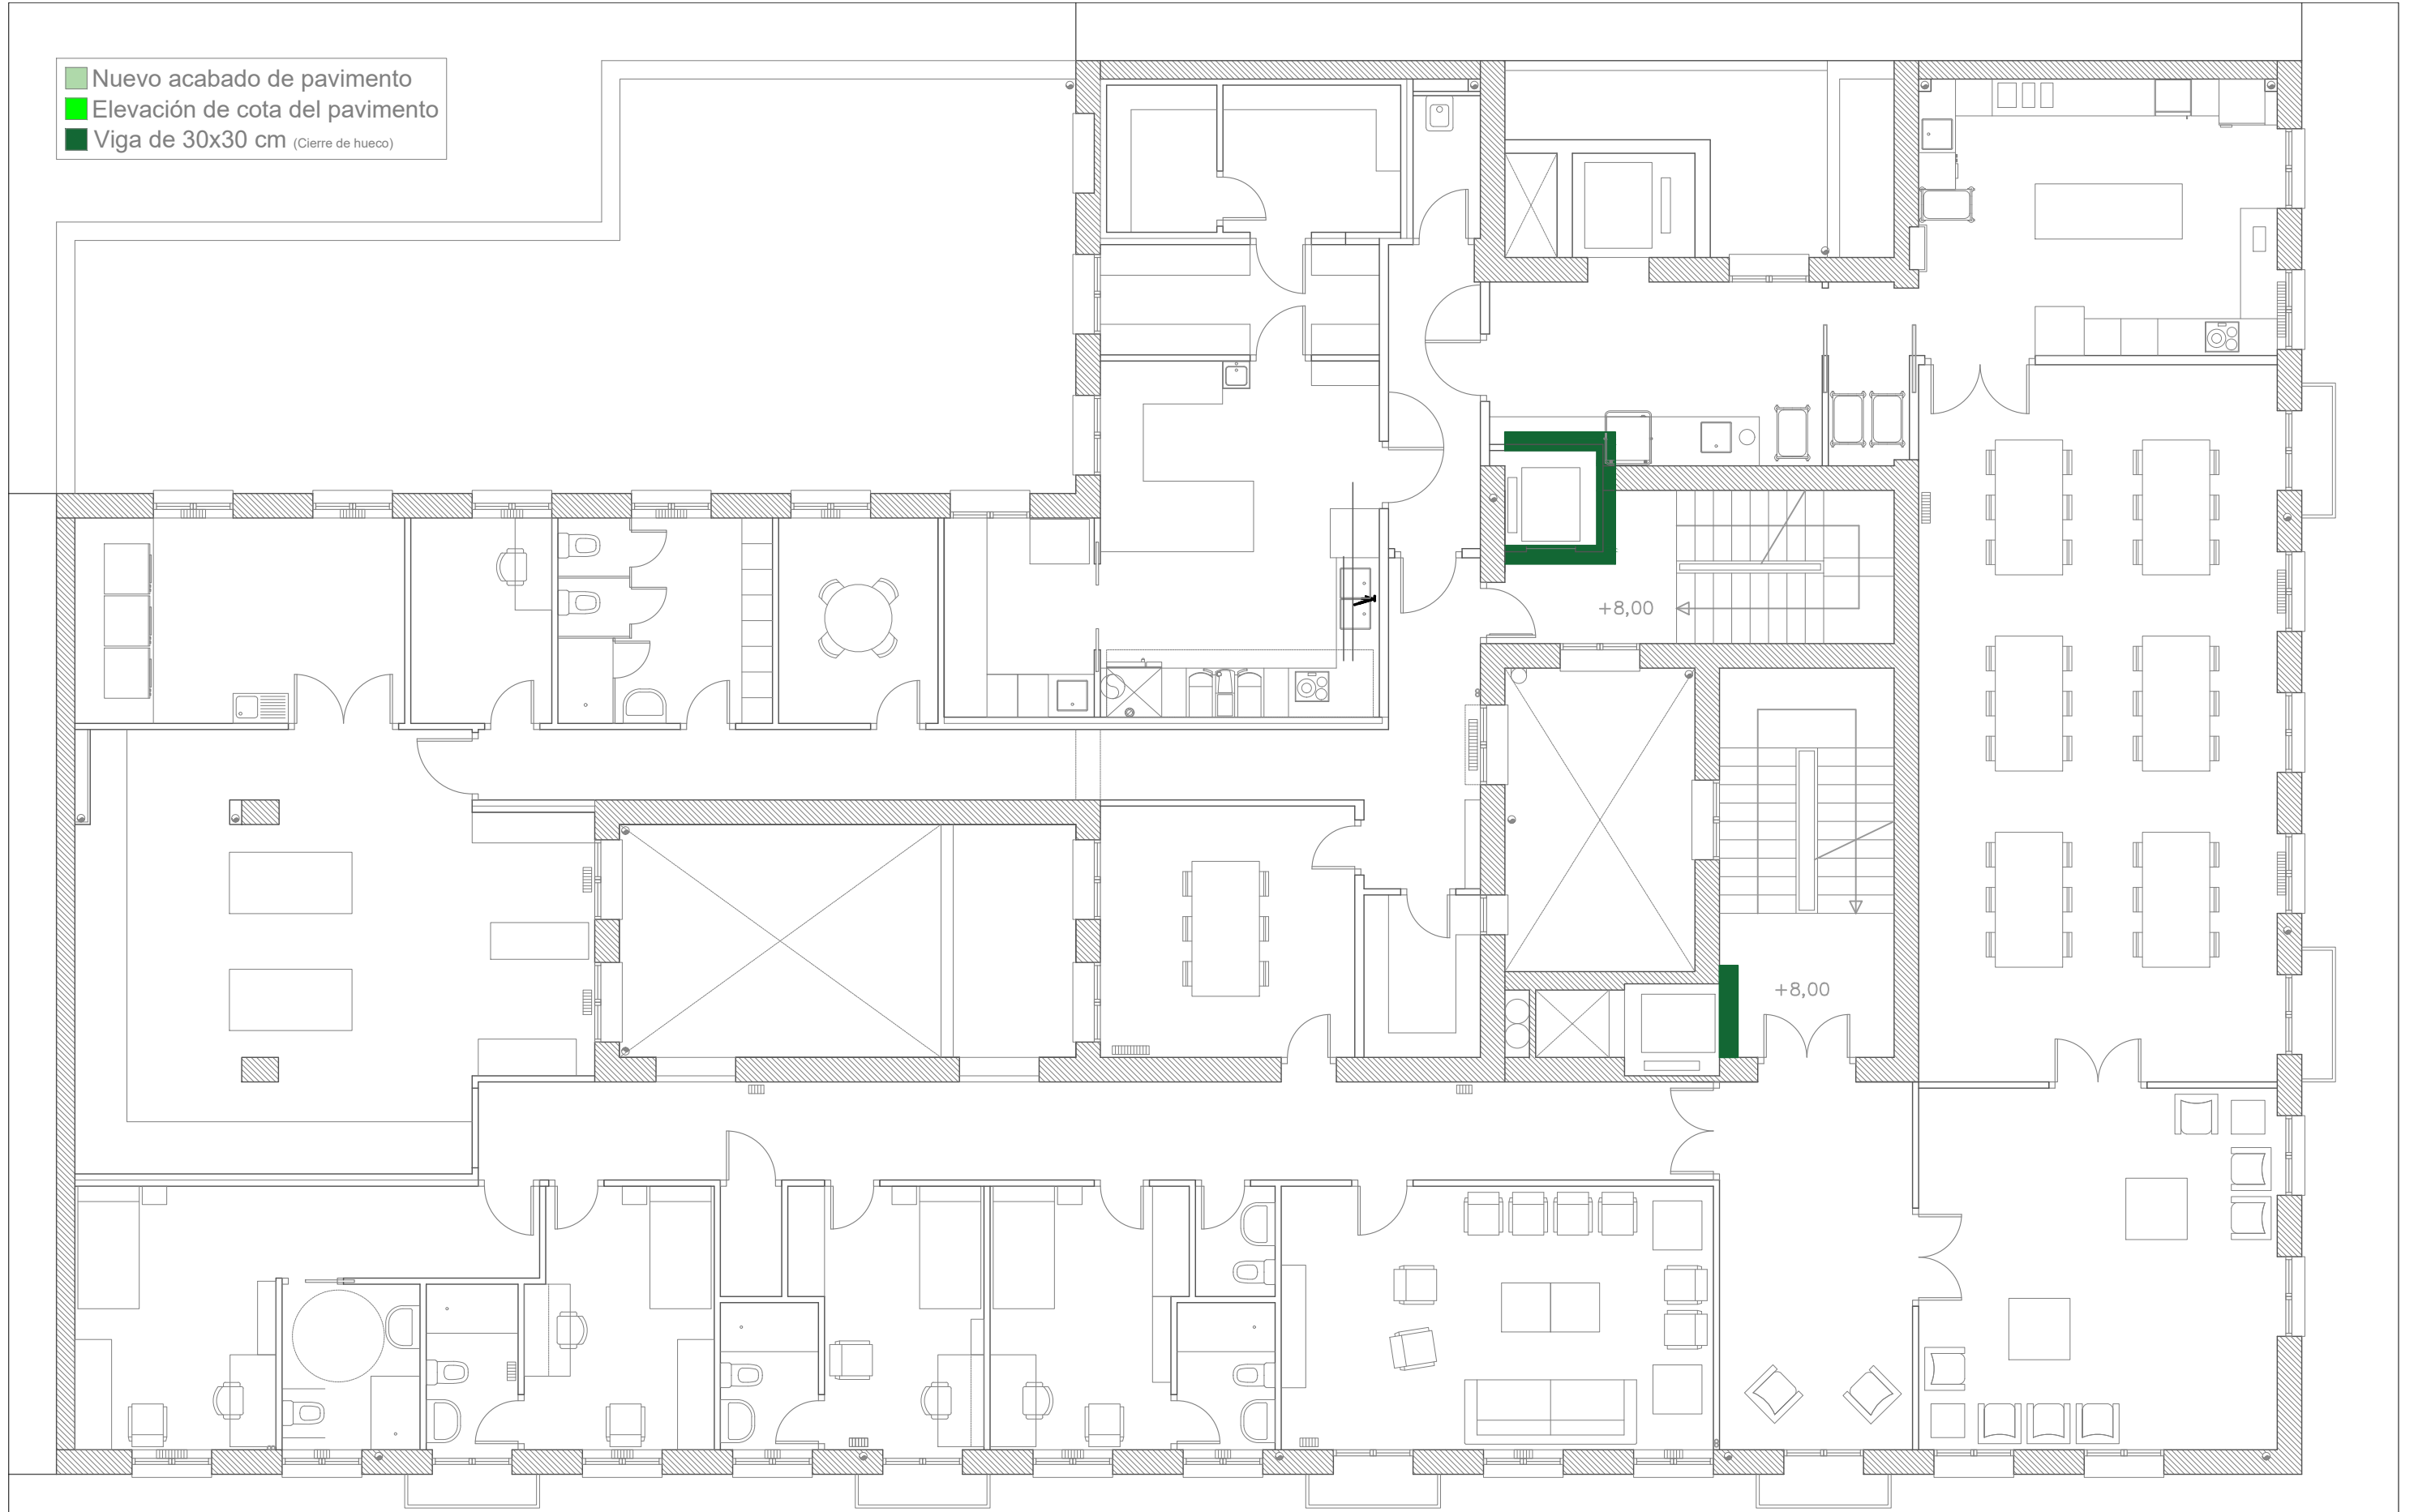 Nuevo acabado de pavimento
Elevación de cota del pavimento
Viga de 30x30 cm (Cierre de hueco)
+8,00
+8,00